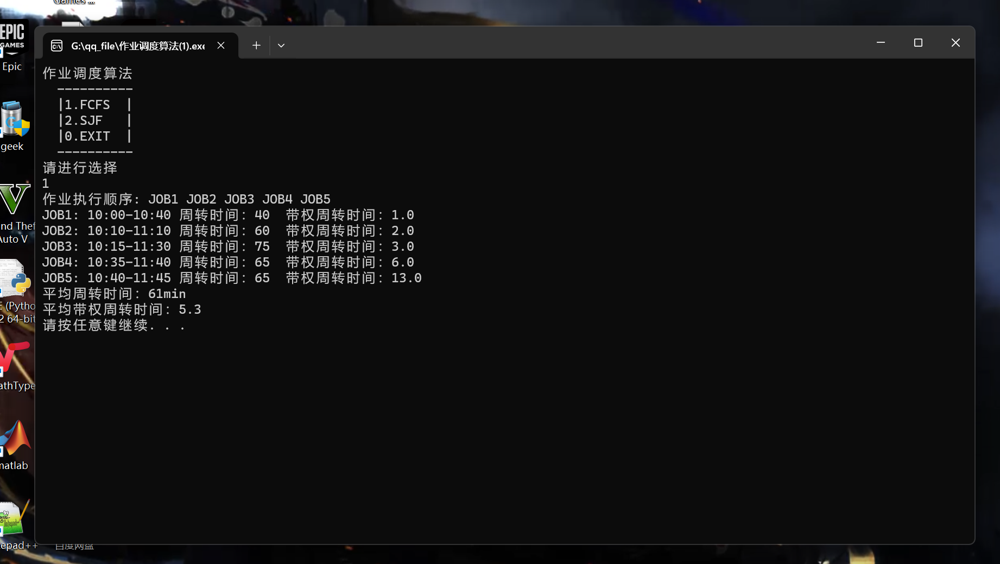 Games ...
EPIC
GAMES
Epic
geek
nd Thef
Auto V
E (Pytho
2 64-bit
athType
matlab
Notepad++
epad++
百度网盘
G:\qq_file\作业调度算法(1).exe
作业调度算法
----------
|1.FCFS  |
|2.SJF   |
|0.EXIT  |
----------
请进行选择
1
作业执行顺序: JOB1 JOB2 JOB3 JOB4 JOB5
JOB1: 10:00-10:40 周转时间: 40  带权周转时间: 1.0
JOB2: 10:10-11:10 周转时间: 60  带权周转时间: 2.0
JOB3: 10:15-11:30 周转时间: 75  带权周转时间: 3.0
JOB4: 10:35-11:40 周转时间: 65  带权周转时间: 6.0
JOB5: 10:40-11:45 周转时间: 65  带权周转时间: 13.0
平均周转时间: 61min
平均带权周转时间: 5.3
请按任意键继续. . .